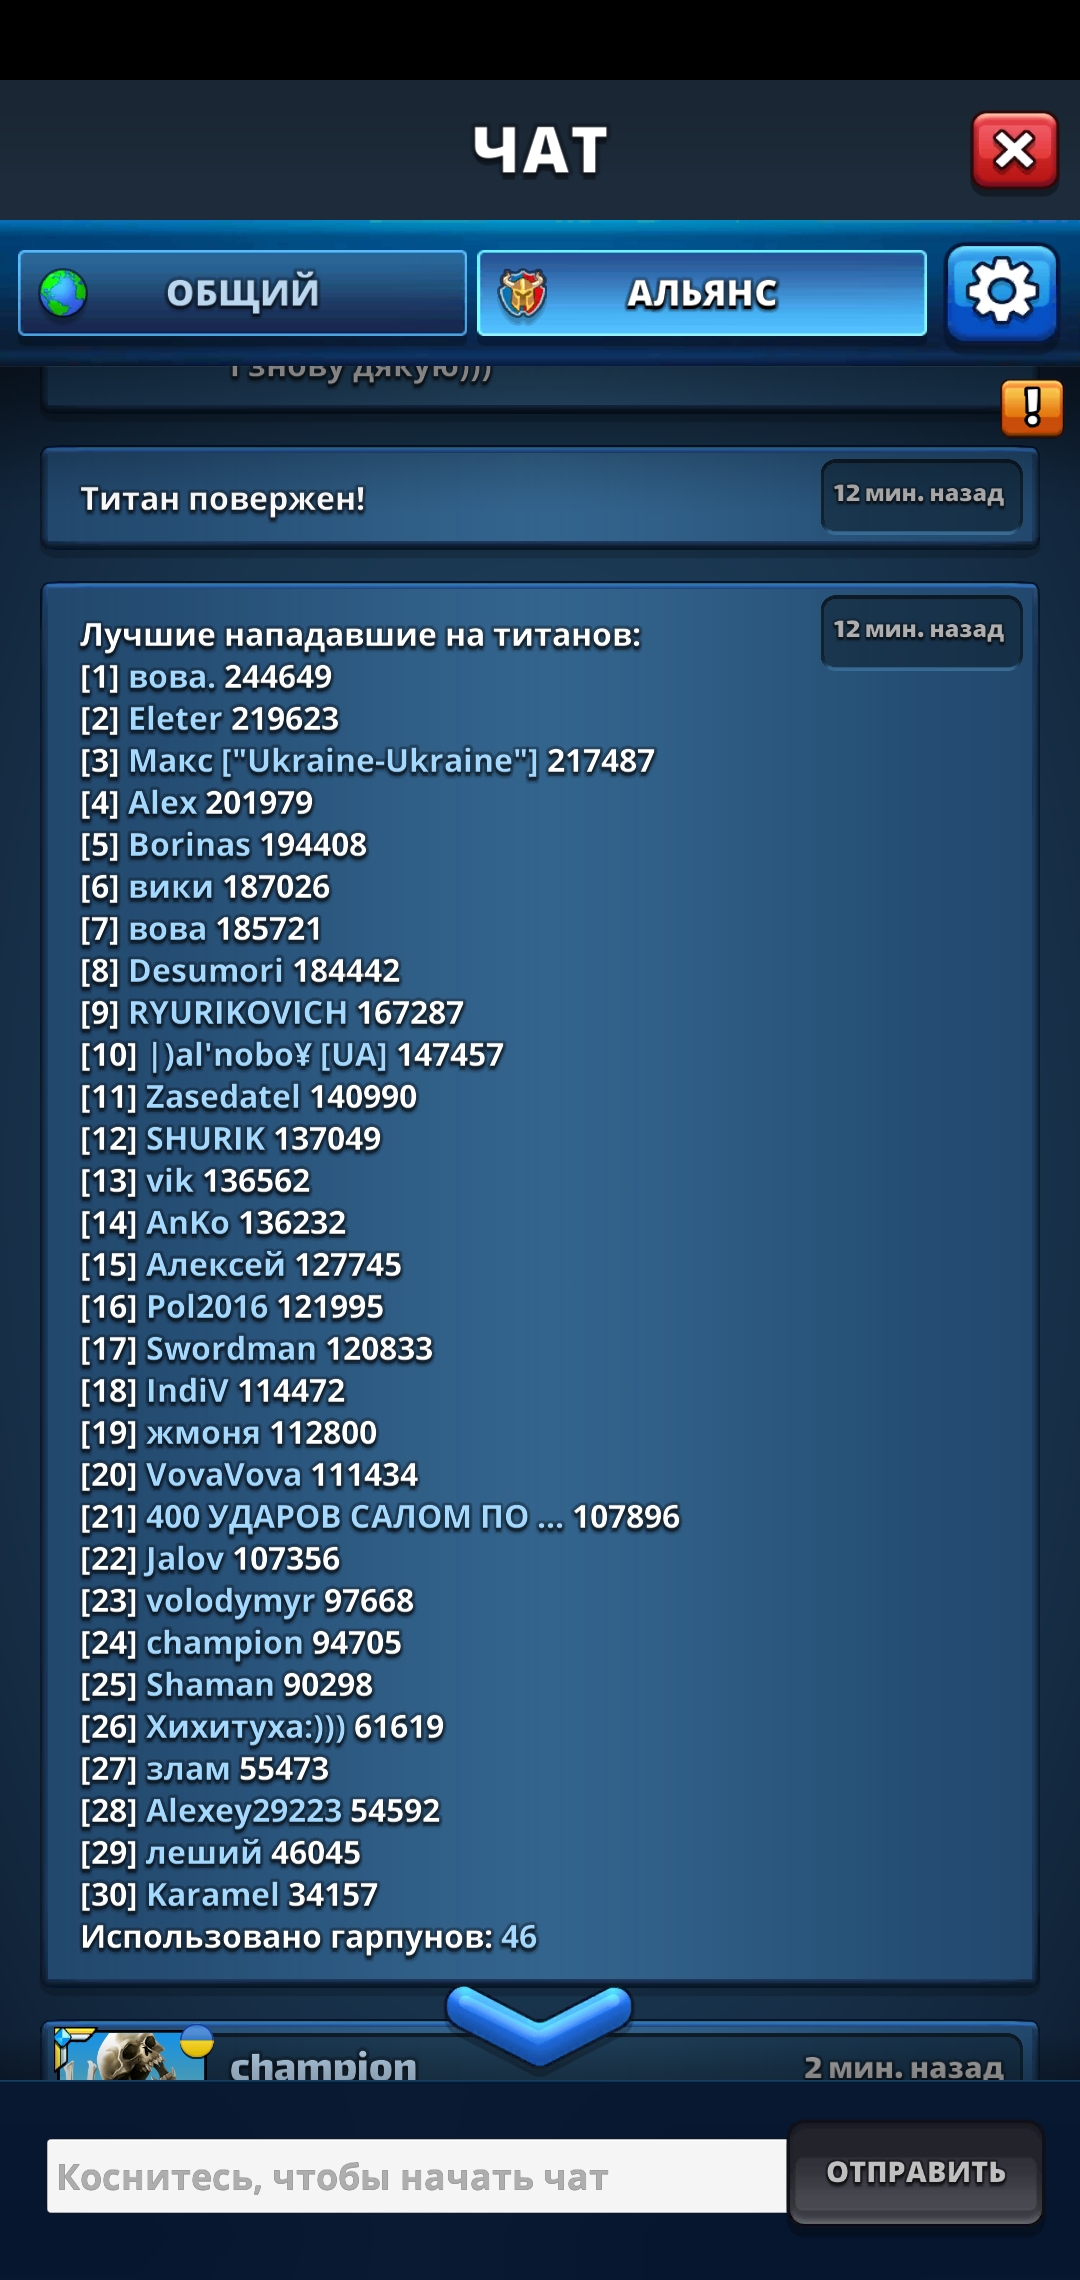 ЧАТ
ОБЩИЙ
АЛЬЯНС
І знову дякую)))
Титан повержен!
12 мин. назад
Лучшие нападавшие на титанов:
12 мин. назад
[1] вова. 244649
[2] Eleter 219623
[3] Макс ["Ukraine-Ukraine"] 217487
[4] Alex 201979
[5] Borinas 194408
[6] вики 187026
[7] вова 185721
[8] Desumori 184442
[9] RYURIKOVICH 167287
[10] |)al'nobo¥ [UA] 147457
[11] Zasedatel 140990
[12] SHURIK 137049
[13] vik 136562
[14] AnKo 136232
[15] Алексей 127745
[16] Pol2016 121995
[17] Swordman 120833
[18] IndiV 114472
[19] жмоня 112800
[20] VovaVova 111434
[21] 400 УДАРОВ САЛОМ ПО ... 107896
[22] Jalov 107356
[23] volodymyr 97668
[24] champion 94705
[25] Shaman 90298
[26] Хихитуха:))) 61619
[27] злам 55473
[28] Alexey29223 54592
[29] леший 46045
[30] Karamel 34157
Использовано гарпунов: 46
champion
2 мин. назад
Коснитесь, чтобы начать чат
ОТПРАВИТЬ